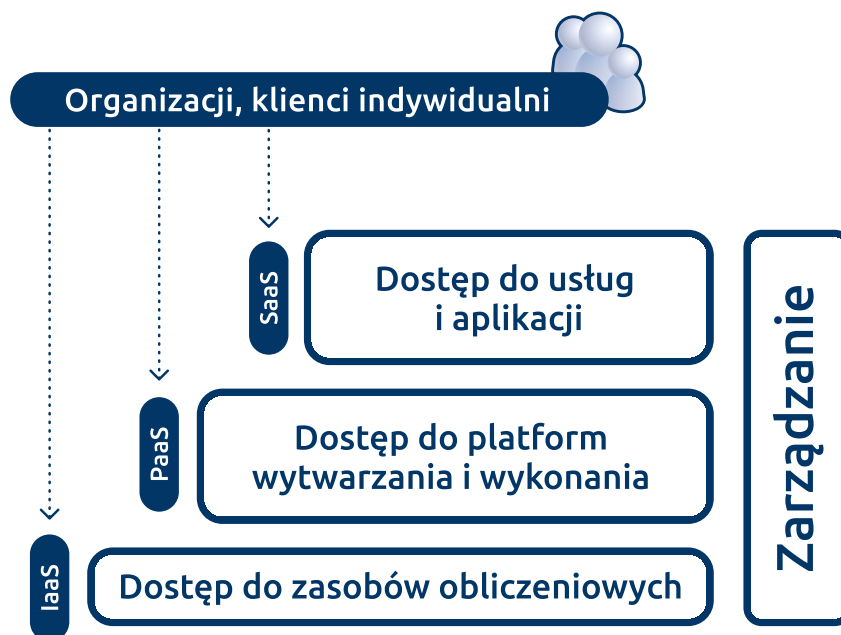 Organizacji, klienci indywidualni
SaaS
Dostęp do usług
i aplikacji
PaaS
Dostęp do platform
wytwarzania i wykonania
IaaS
Dostęp do zasobów obliczeniowych
Zarządzanie